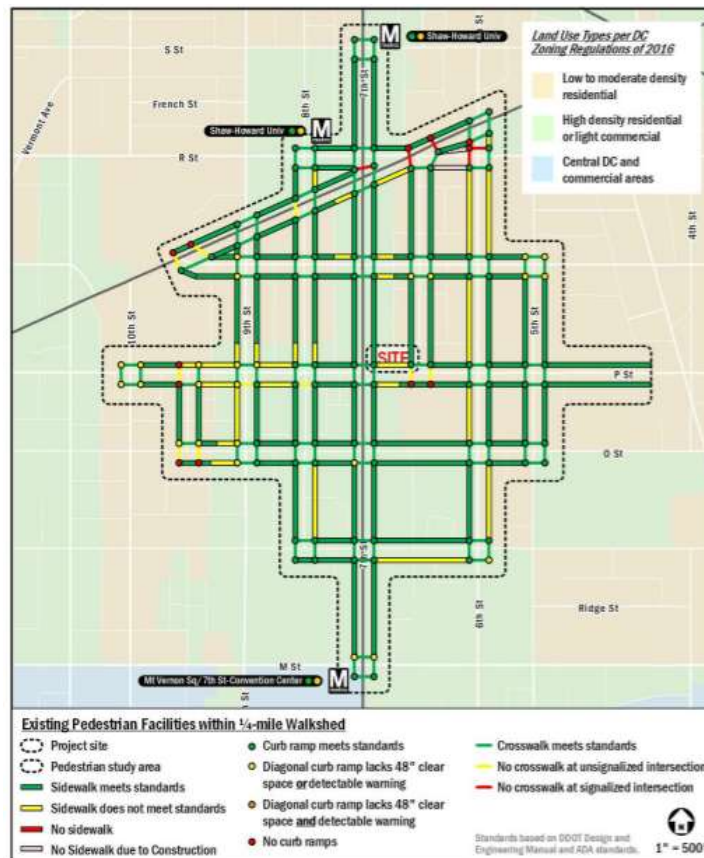 S St
7th St
6th St
M
metro
Shaw-Howard Univ
Land Use Types per DC
Zoning Regulations of 2016
Low to moderate density
residential
High density residential
or light commercial
Central DC and
commercial areas
Vermont Ave
French St
8th St
Shaw-Howard Univ
M
metro
R St
4th St
10th St
9th St
5th St
SITE
P St
O St
7th St
6th St
Ridge St
M St
Mt Vernon Sq/7th St-Convention Center
M
metro
Existing Pedestrian Facilities within ¼-mile Walkshed
Project site
Pedestrian study area
Sidewalk meets standards
Sidewalk does not meet standards
No sidewalk
No Sidewalk due to Construction
Curb ramp meets standards
Diagonal curb ramp lacks 48" clear
space or detectable warning
Diagonal curb ramp lacks 48" clear
space and detectable warning
No curb ramps
Crosswalk meets standards
No crosswalk at unsignalized intersection
No crosswalk at signalized intersection
Standards based on DDOT Design and
Engineering Manual and ADA standards.
1" = 500'